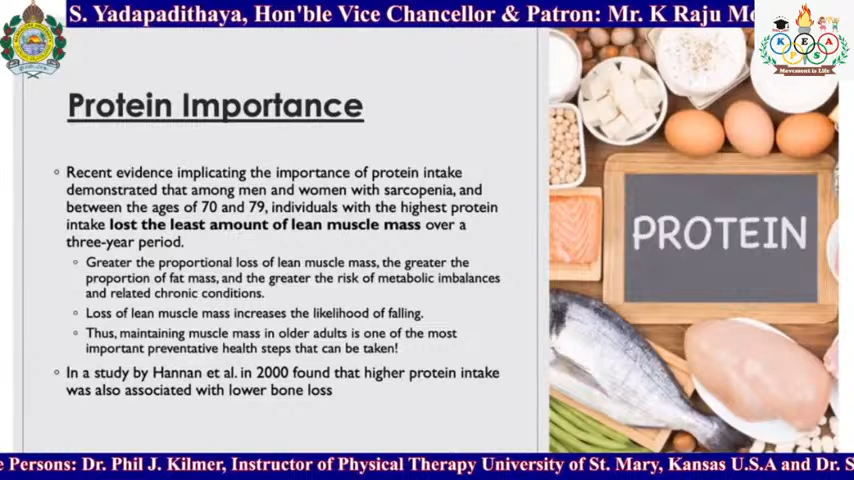 S. Yadapadithaya, Hon'ble Vice Chancellor & Patron: Mr. K Raju Mo
K E A
P S
Movement is Life
Protein Importance
◦ Recent evidence implicating the importance of protein intake
demonstrated that among men and women with sarcopenia, and
between the ages of 70 and 79, individuals with the highest protein
intake lost the least amount of lean muscle mass over a
three-year period.
◦ Greater the proportional loss of lean muscle mass, the greater the
proportion of fat mass, and the greater the risk of metabolic imbalances
and related chronic conditions.
◦ Loss of lean muscle mass increases the likelihood of falling.
◦ Thus, maintaining muscle mass in older adults is one of the most
important preventative health steps that can be taken!
◦ In a study by Hannan et al. in 2000 found that higher protein intake
was also associated with lower bone loss
PROTEIN
e Persons: Dr. Phil J. Kilmer, Instructor of Physical Therapy University of St. Mary, Kansas U.S.A and Dr. S